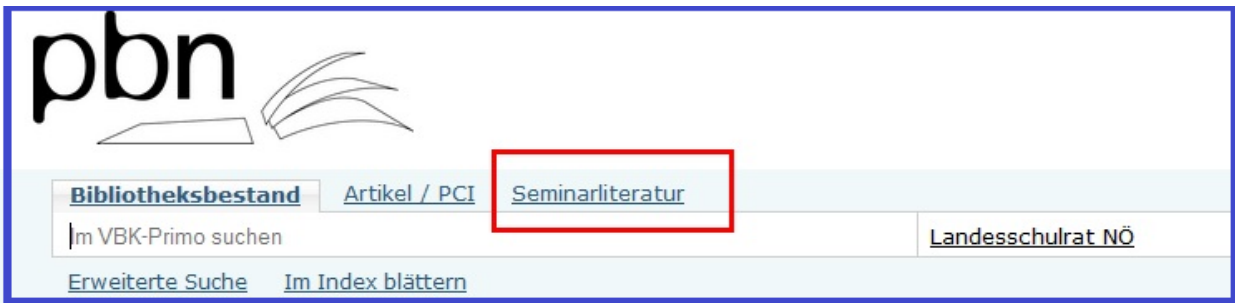 pbn
Bibliotheksbestand Artikel / PCI Seminarliteratur
Im VBK-Primo suchen Landesschulrat NÖ
Erweiterte Suche Im Index blättern